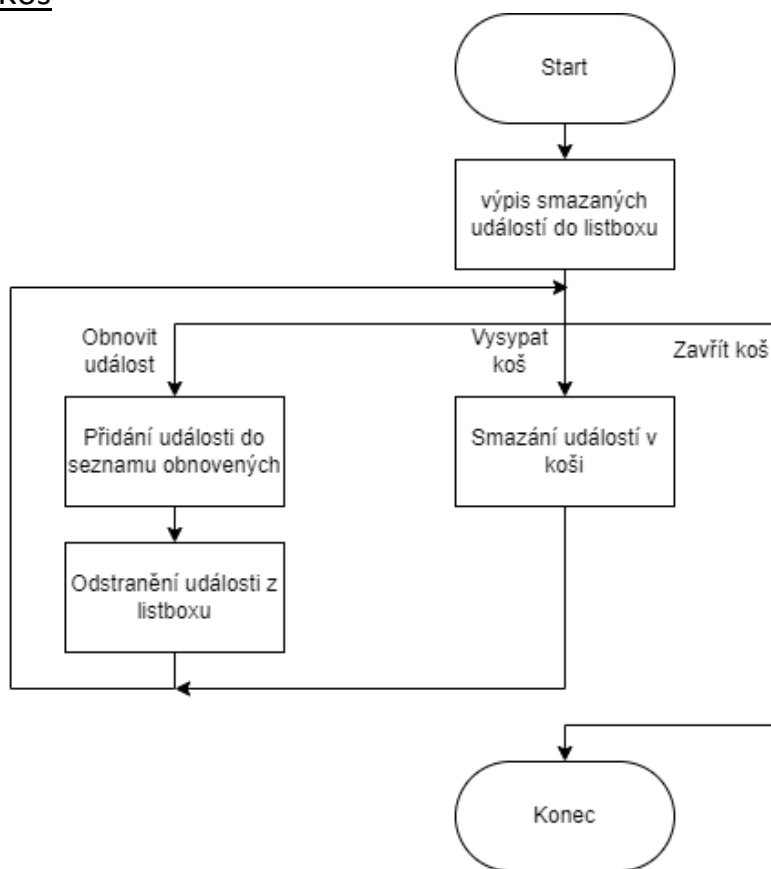 Start
výpis smazaných
událostí do listboxu
Obnovit
událost
Vysypat
koš
Zavřít koš
Přidání události do
seznamu obnovených
Smazání událostí v
koši
Odstranění události z
listboxu
Konec